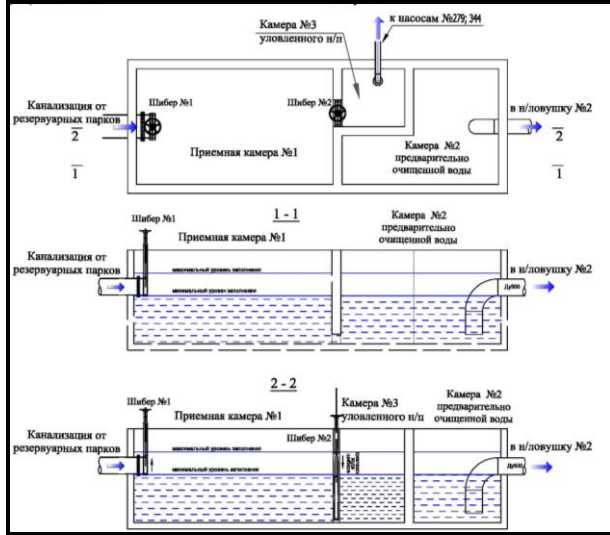 Камера №3
уловленного н/п
к насосам №279; 344
Канализация от
резервуарных парков
Шибер №1
Шибер №2
в н/ловушку №2
2
2
Приемная камера №1
Камера №2
предварительно
очищенной воды
1
1
1 - 1
Шибер №1
Приемная камера №1
Камера №2
предварительно
очищенной воды
Канализация от
резервуарных парков
максимальный уровень заполнения
минимальный уровень заполнения
Ду500
в н/ловушку №2
2 - 2
Шибер №1
Приемная камера №1
Камера №3
уловленного н/п
Камера №2
предварительно
очищенной воды
Шибер №2
Канализация от
резервуарных парков
максимальный уровень заполнения
минимальный уровень заполнения
Ду500
в н/ловушку №2